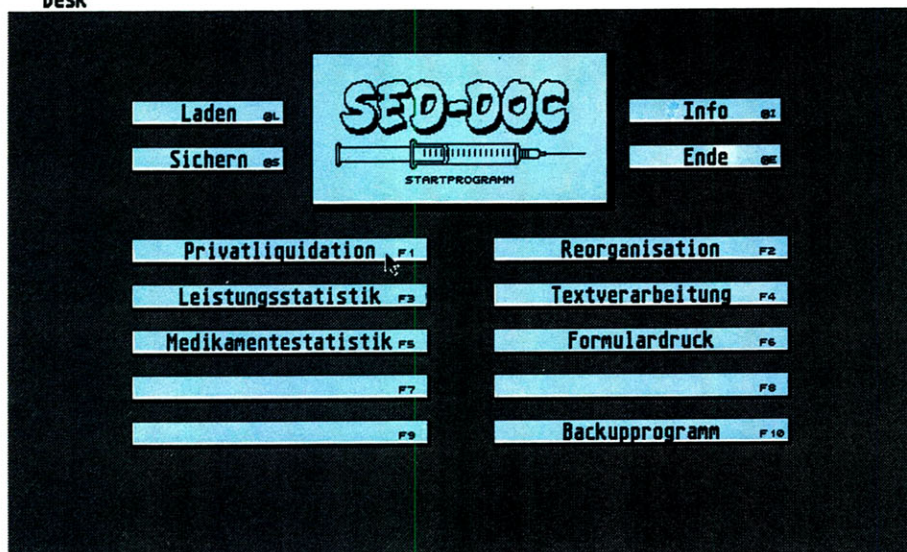 DESK
SED-DOC
Laden @L
Info @I
Sichern @S
Ende @E
STARTPROGRAMM
Privatliquidation F1
Reorganisation F2
Leistungsstatistik F3
Textverarbeitung F4
Medikamentestatistik F5
Formulardruck F6
F7
F8
F9
Backupprogramm F10